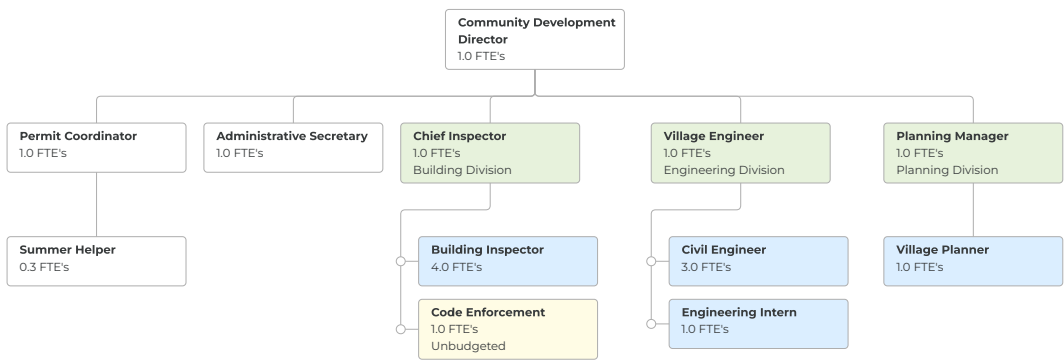 Community Development
Director
1.0 FTE's
Permit Coordinator
1.0 FTE's
Administrative Secretary
1.0 FTE's
Chief Inspector
1.0 FTE's
Building Division
Village Engineer
1.0 FTE's
Engineering Division
Planning Manager
1.0 FTE's
Planning Division
Summer Helper
0.3 FTE's
Building Inspector
4.0 FTE's
Civil Engineer
3.0 FTE's
Village Planner
1.0 FTE's
Code Enforcement
1.0 FTE's
Unbudgeted
Engineering Intern
1.0 FTE's